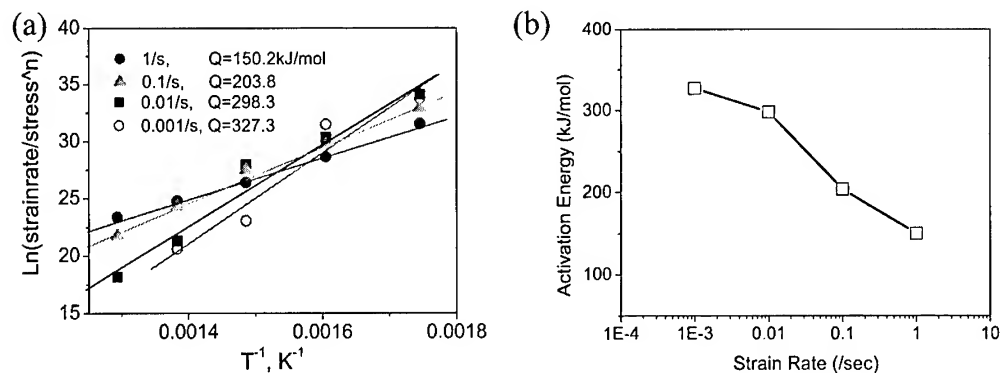 (a)
Ln(strainrate/stress^n)
40
35
30
25
20
15
1/s, Q=150.2kJ/mol
0.1/s, Q=203.8
0.01/s, Q=298.3
0.001/s, Q=327.3
0.0014 0.0016 0.0018
T-1, K-1
(b)
Activation Energy (kJ/mol)
400
300
200
100
1E-4 1E-3 0.01 0.1 1 10
Strain Rate (/sec)